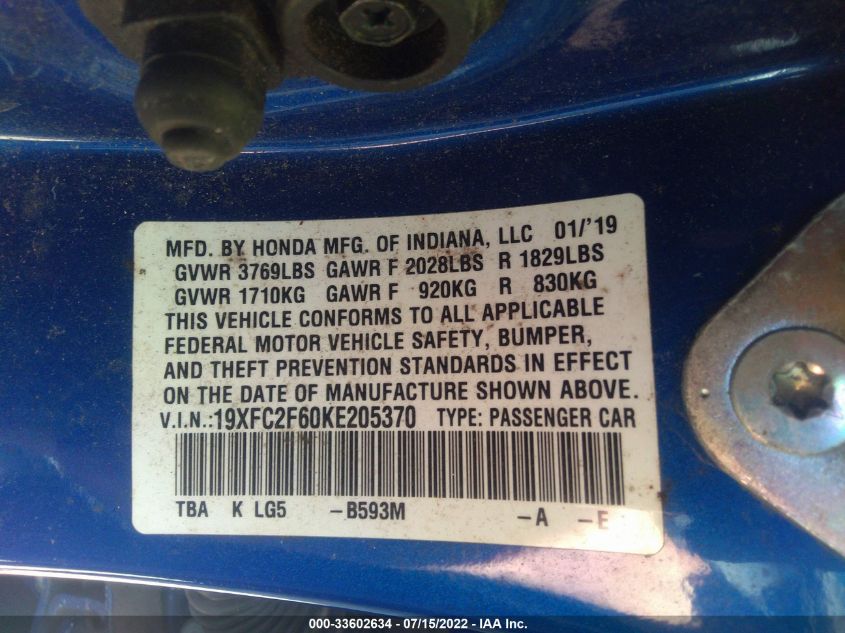 MFD. BY HONDA MFG. OF INDIANA, LLC 01/'19
GVWR 3769LBS GAWR F 2028LBS R 1829LBS
GVWR 1710KG GAWR F 920KG R 830KG
THIS VEHICLE CONFORMS TO ALL APPLICABLE
FEDERAL MOTOR VEHICLE SAFETY, BUMPER,
AND THEFT PREVENTION STANDARDS IN EFFECT
ON THE DATE OF MANUFACTURE SHOWN ABOVE.
V.I.N.:19XFC2F60KE205370 TYPE: PASSENGER CAR
TBA K LG5 -B593M -A -E
000-33602634 - 07/15/2022 - IAA Inc.